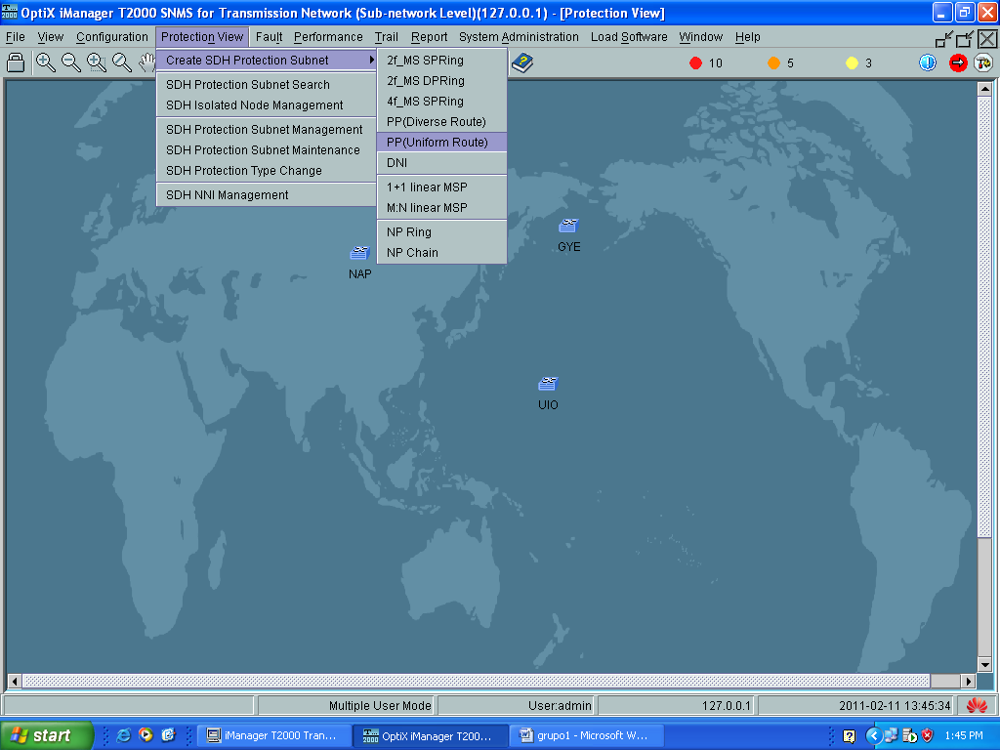 OptiX iManager T2000 SNMS for Transmission Network (Sub-network Level)(127.0.0.1) - [Protection View]
File View Configuration Protection View Fault Performance Trail Report System Administration Load Software Window Help
10 5 3
Create SDH Protection Subnet
SDH Protection Subnet Search
SDH Isolated Node Management
SDH Protection Subnet Management
SDH Protection Subnet Maintenance
SDH Protection Type Change
SDH NNI Management
2f_MS SPRing
2f_MS DPRing
4f_MS SPRing
PP(Diverse Route)
PP(Uniform Route)
DNI
1+1 linear MSP
M:N linear MSP
NP Ring
NP Chain
GYE
NAP
UIO
Multiple User Mode User:admin 127.0.0.1 2011-02-11 13:45:34
start iManager T2000 Tran... OptiX iManager T200... grupo1 - Microsoft W... 1:45 PM